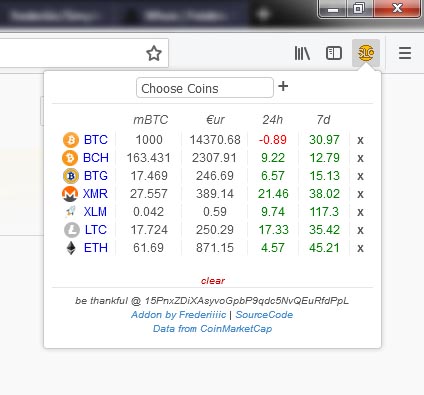 Choose Coins +
mBTC €ur 24h 7d
BTC 1000 14370.68 -0.89 30.97 x
BCH 163.431 2307.91 9.22 12.79 x
BTG 17.469 246.69 6.57 15.13 x
XMR 27.557 389.14 21.46 38.02 x
XLM 0.042 0.59 9.74 117.3 x
LTC 17.724 250.29 17.33 35.42 x
ETH 61.69 871.15 4.57 45.21 x
clear
be thankful @ 15PnxZDiXAsyvoGpbP9qdc5NvQEuRfdPpL
Addon by Frederiiiic | SourceCode
Data from CoinMarketCap